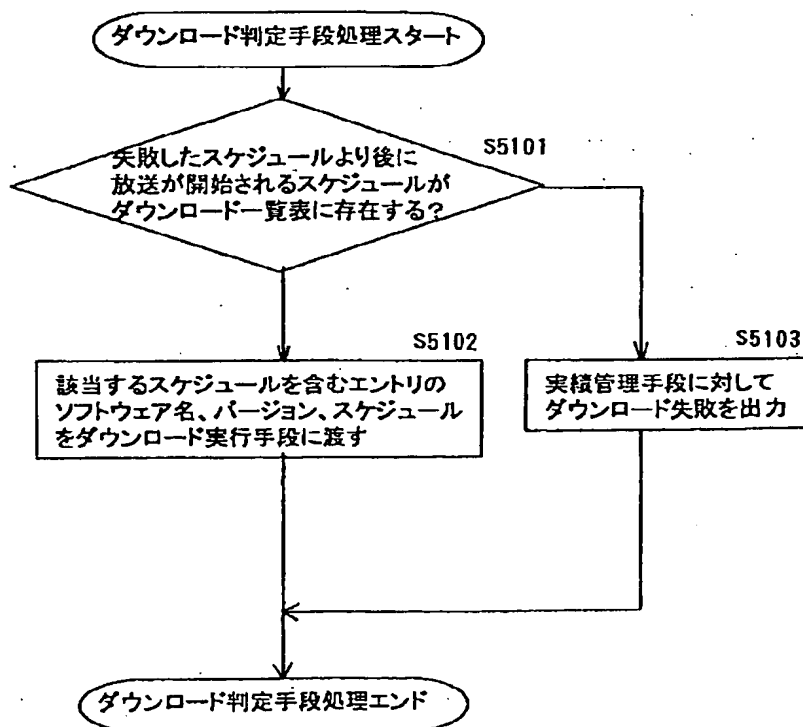 ダウンロード判定手段処理スタート
S5101
失敗したスケジュールより後に
放送が開始されるスケジュールが
ダウンロード一覧表に存在する?
S5102
該当するスケジュールを含むエントリの
ソフトウェア名、バージョン、スケジュール
をダウンロード実行手段に渡す
S5103
実績管理手段に対して
ダウンロード失敗を出力
ダウンロード判定手段処理エンド